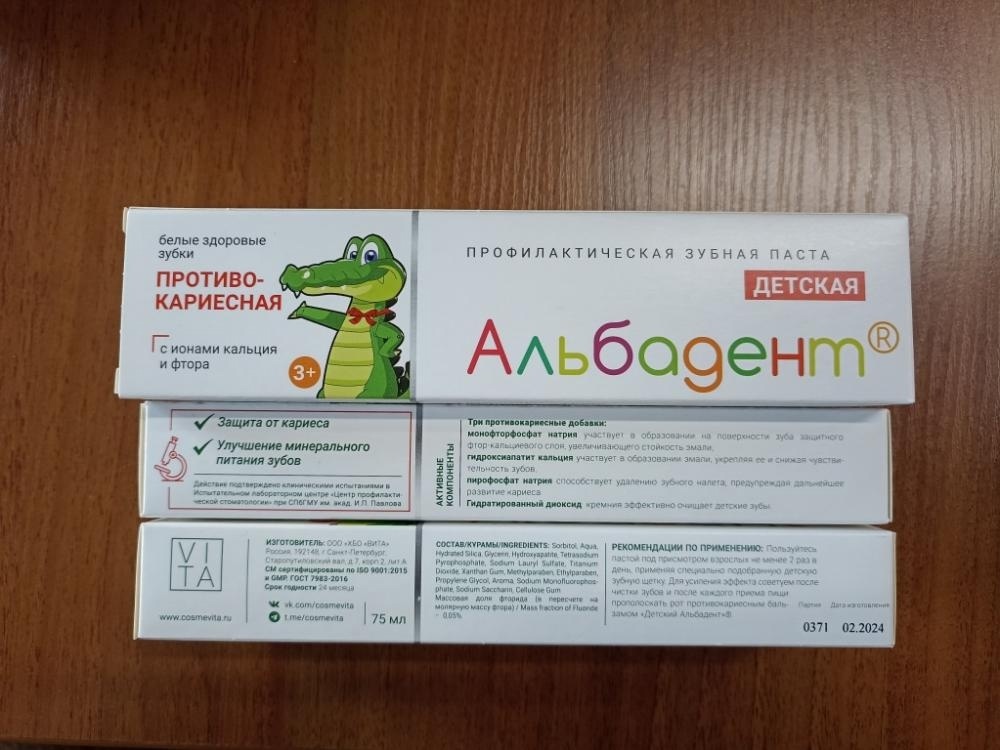 белые здоровые
зубки
ПРОТИВО-
КАРИЕСНАЯ
с ионами кальция
и фтора
3+
ПРОФИЛАКТИЧЕСКАЯ ЗУБНАЯ ПАСТА
ДЕТСКАЯ
Альбадент®
Защита от кариеса
Улучшение минерального
питания зубов
Действие подтверждено клиническими испытаниями в
Испытательном лабораторном центре «Центр профилакти-
ческой стоматологии» при СПбГМУ им. акад. И.П. Павлова
АКТИВНЫЕ
КОМПОНЕНТЫ
Три противокариесные добавки:
монофторфосфат натрия участвует в образовании на поверхности зуба защитного
фтор-кальциевого слоя, увеличивающего стойкость эмали,
гидроксиапатит кальция участвует в образовании эмали, укрепляя ее и снижая чувстви-
тельность зубов.
пирофосфат натрия способствует удалению зубного налета, предупреждая дальнейшее
развитие кариеса
Гидратированный диоксид кремния эффективно очищает детские зубы.
VITA
www.cosmevita.ru
ИЗГОТОВИТЕЛЬ: ООО «ХБО «ВИТА»
Россия, 192148, г. Санкт-Петербург,
Старопутиловский вал, д.7, корп 2, лит А
СМ сертифицированы по ISO 9001:2015
и GMP. ГОСТ 7983-2016
Срок годности 24 месяца
vk.com/cosmevita
t.me/cosmevita
75 мл
СОСТАВ/КУРАМЫ/INGREDIENTS: Sorbitol, Aqua,
Hydrated Silica, Glycerin, Hydroxyapatite, Tetrasodium
Pyrophosphate, Sodium Lauryl Sulfate, Titanium
Dioxide, Xanthan Gum, Methylparaben, Ethylparaben,
Propylene Glycol, Aroma, Sodium Monofluorophos-
phate, Sodium Saccharin, Cellulose Gum
Массовая доля фторида (в пересчете на
молярную массу фтора) / Mass fraction of Fluoride
- 0,05%
РЕКОМЕНДАЦИИ ПО ПРИМЕНЕНИЮ: Пользуйтесь
пастой под присмотром взрослых не менее 2 раз в
день, применяя специально подобранную детскую
зубную щетку. Для усиления эффекта советуем после
чистки зубов и после каждого приема пищи
прополоскать рот противокариесным баль-
замом «Детский Альбадент»®.
Партия Дата изготовления
0371 02.2024